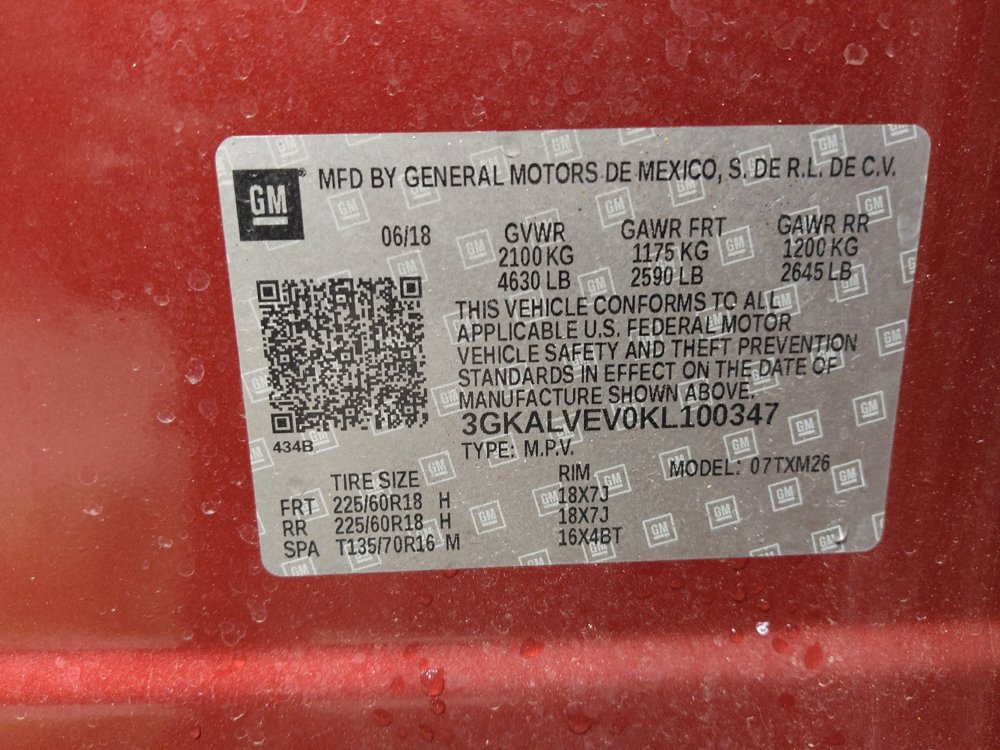 GM MFD BY GENERAL MOTORS DE MEXICO, S. DE R.L. DE C.V.
06/18 GVWR GAWR FRT GAWR RR
2100 KG 1175 KG 1200 KG
4630 LB 2590 LB 2645 LB
THIS VEHICLE CONFORMS TO ALL
APPLICABLE U.S. FEDERAL MOTOR
VEHICLE SAFETY AND THEFT PREVENTION
STANDARDS IN EFFECT ON THE DATE OF
MANUFACTURE SHOWN ABOVE.
3GKALVEV0KL100347
434B TYPE: M.P.V. MODEL: 07TXM26
TIRE SIZE RIM
FRT 225/60R18 H 18X7J
RR 225/60R18 H 18X7J
SPA T135/70R16 M 16X4BT